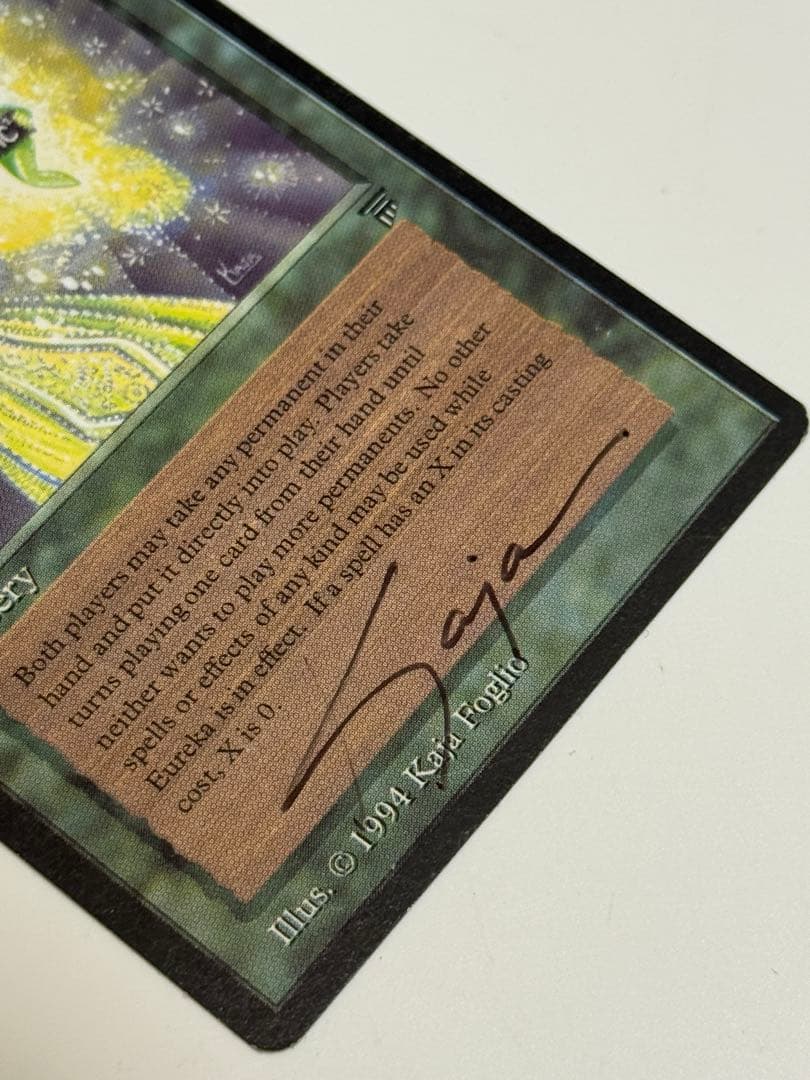 Kaja
ery
Both players may take any permanent in their
hand and put it directly into play. Players take
turns playing one card from their hand until
neither wants to play more permanents. No other
spells or effects of any kind may be used while
Eureka is in effect. If a spell has an X in its casting
cost, X is 0.
Kaja
Illus. © 1994 Kaja Foglio